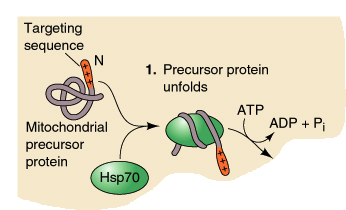 Targeting
sequence
N
+++
1. Precursor protein
unfolds
Mitochondrial
precursor
protein
Hsp70
ATP
ADP + Pi
+++